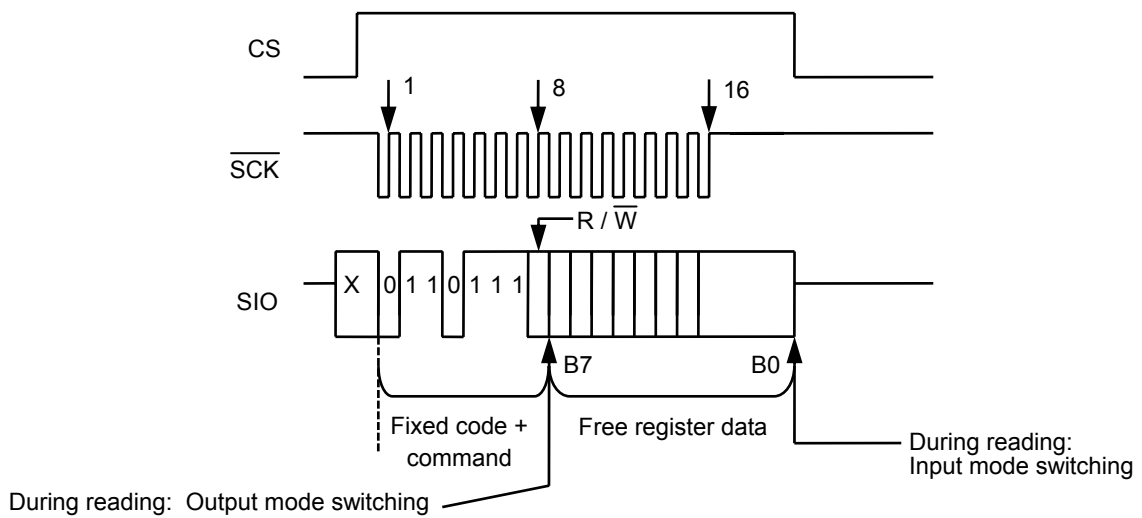 CS
1
8
16
SCK
R / W
SIO
X
0
1
1
0
1
1
1
B7
B0
Fixed code +
command
Free register data
During reading:
Input mode switching
During reading: Output mode switching